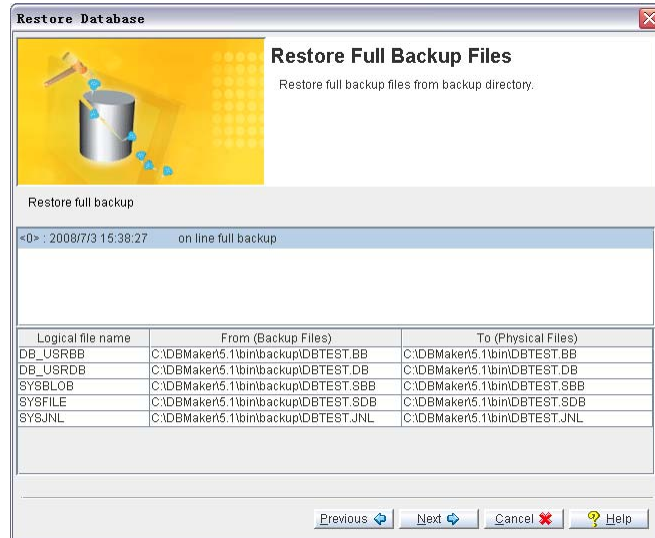 Restore Database
Restore Full Backup Files
Restore full backup files from backup directory.
Restore full backup
<0> : 2008/7/3 15:38:27 on line full backup
Logical file name From (Backup Files) To (Physical Files)
DB_USRBB C:\DBMaker\5.1\bin\backup\DBTEST.BB C:\DBMaker\5.1\bin\DBTEST.BB
DB_USRDB C:\DBMaker\5.1\bin\backup\DBTEST.DB C:\DBMaker\5.1\bin\DBTEST.DB
SYSBLOB C:\DBMaker\5.1\bin\backup\DBTEST.SBB C:\DBMaker\5.1\bin\DBTEST.SBB
SYSFILE C:\DBMaker\5.1\bin\backup\DBTEST.SDB C:\DBMaker\5.1\bin\DBTEST.SDB
SYSJNL C:\DBMaker\5.1\bin\backup\DBTEST.JNL C:\DBMaker\5.1\bin\DBTEST.JNL
Previous Next Cancel Help